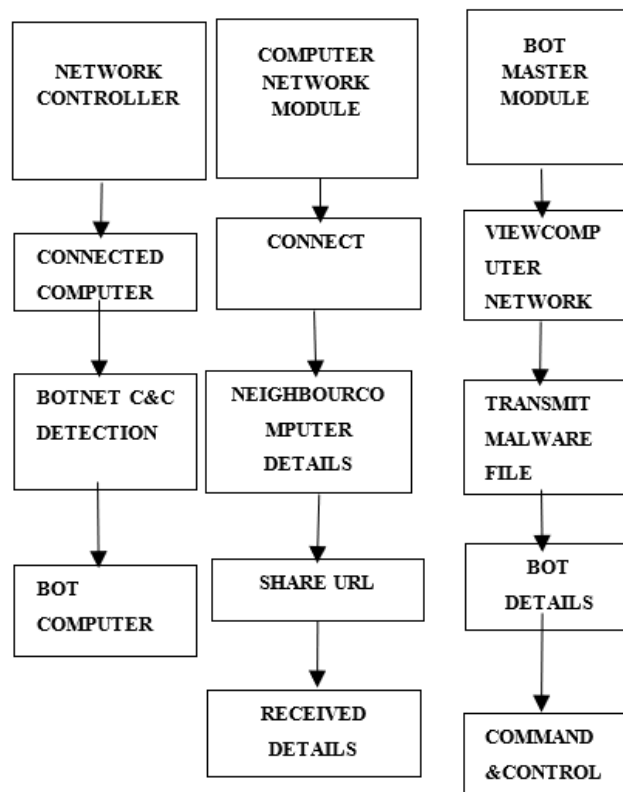 NETWORK
CONTROLLER
CONNECTED
COMPUTER
BOTNET C&C
DETECTION
BOT
COMPUTER
COMPUTER
NETWORK
MODULE
CONNECT
NEIGHBOURCO
MPUTER
DETAILS
SHARE URL
RECEIVED
DETAILS
BOT
MASTER
MODULE
VIEWCOMP
UTER
NETWORK
TRANSMIT
MALWARE
FILE
BOT
DETAILS
COMMAND
&CONTROL